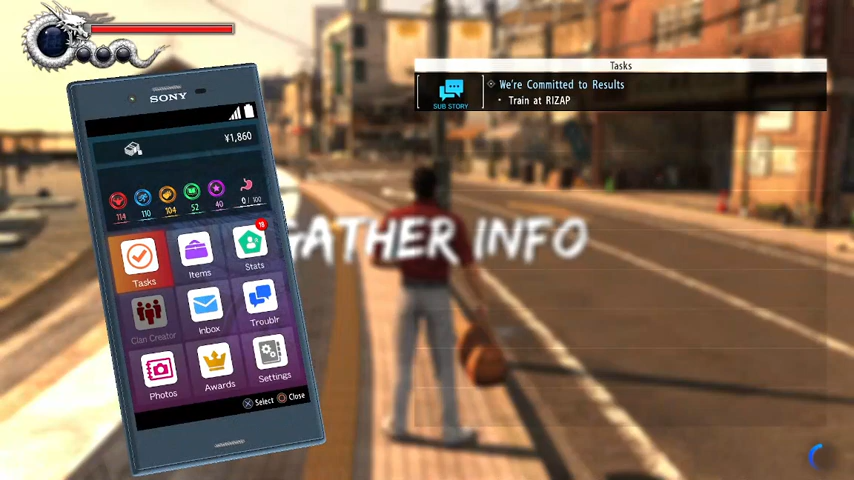 SONY
¥1,860
114 110 104 52 40 0 / 100
18
Tasks Items Stats
Clan Creator Inbox Troublr
Photos Awards Settings
Select Close
Tasks
We're Committed to Results
SUB STORY
· Train at RIZAP
GATHER INFO